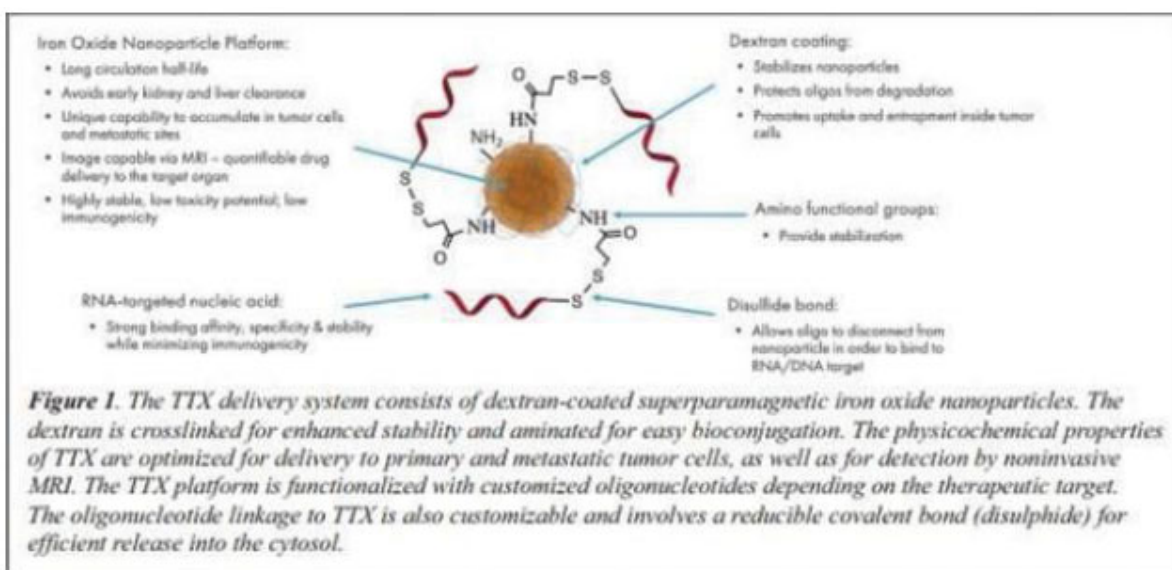 Iron Oxide Nanoparticle Platform:
• Long circulation half-life
• Avoids early kidney and liver clearance
• Unique capability to accumulate in tumor cells
and metastatic sites
• Image capable via MRI – quantifiable drug
delivery to the target organ
• Highly stable, low toxicity potential; low
immunogenicity
Dextran coating:
• Stabilizes nanoparticles
• Protects oligos from degradation
• Promotes uptake and entrapment inside tumor
cells
O
S
S
HN
NH₂
S
S
NH
O
NH
O
S
S
Amino functional groups:
• Provide stabilization
RNA-targeted nucleic acid:
• Strong binding affinity, specificity & stability
while minimizing immunogenicity
Disulfide bond:
• Allows oligo to disconnect from
nanoparticle in order to bind to
RNA/DNA target
Figure 1. The TTX delivery system consists of dextran-coated superparamagnetic iron oxide nanoparticles. The
dextran is crosslinked for enhanced stability and aminated for easy bioconjugation. The physicochemical properties
of TTX are optimized for delivery to primary and metastatic tumor cells, as well as for detection by noninvasive
MRI. The TTX platform is functionalized with customized oligonucleotides depending on the therapeutic target.
The oligonucleotide linkage to TTX is also customizable and involves a reducible covalent bond (disulphide) for
efficient release into the cytosol.